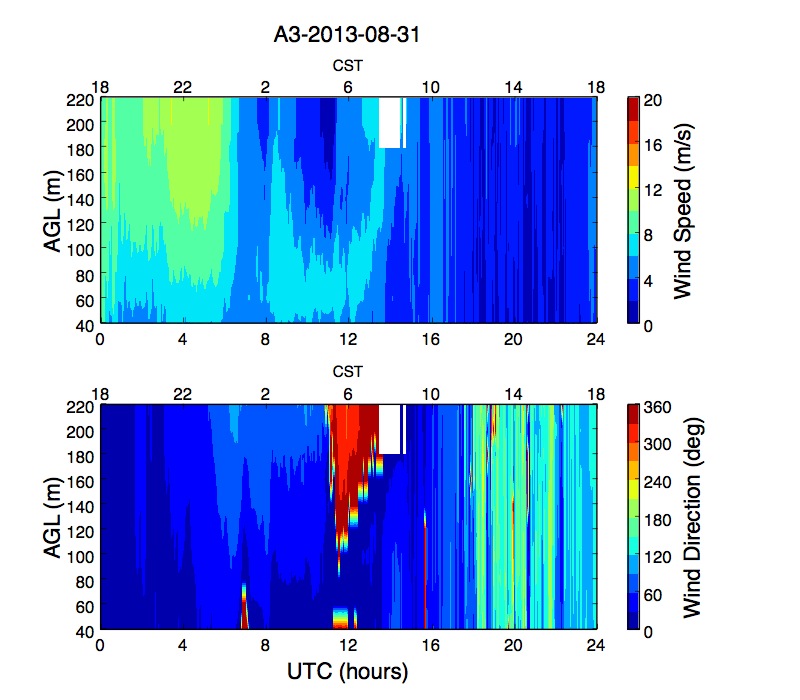 A3-2013-08-31
CST
18 22 2 6 10 14 18
220
200
180
160
140
120
100
80
60
40
AGL (m)
0 4 8 12 16 20 24
20
16
12
8
4
0
Wind Speed (m/s)
CST
18 22 2 6 10 14 18
220
200
180
160
140
120
100
80
60
40
AGL (m)
0 4 8 12 16 20 24
UTC (hours)
360
300
240
180
120
60
0
Wind Direction (deg)